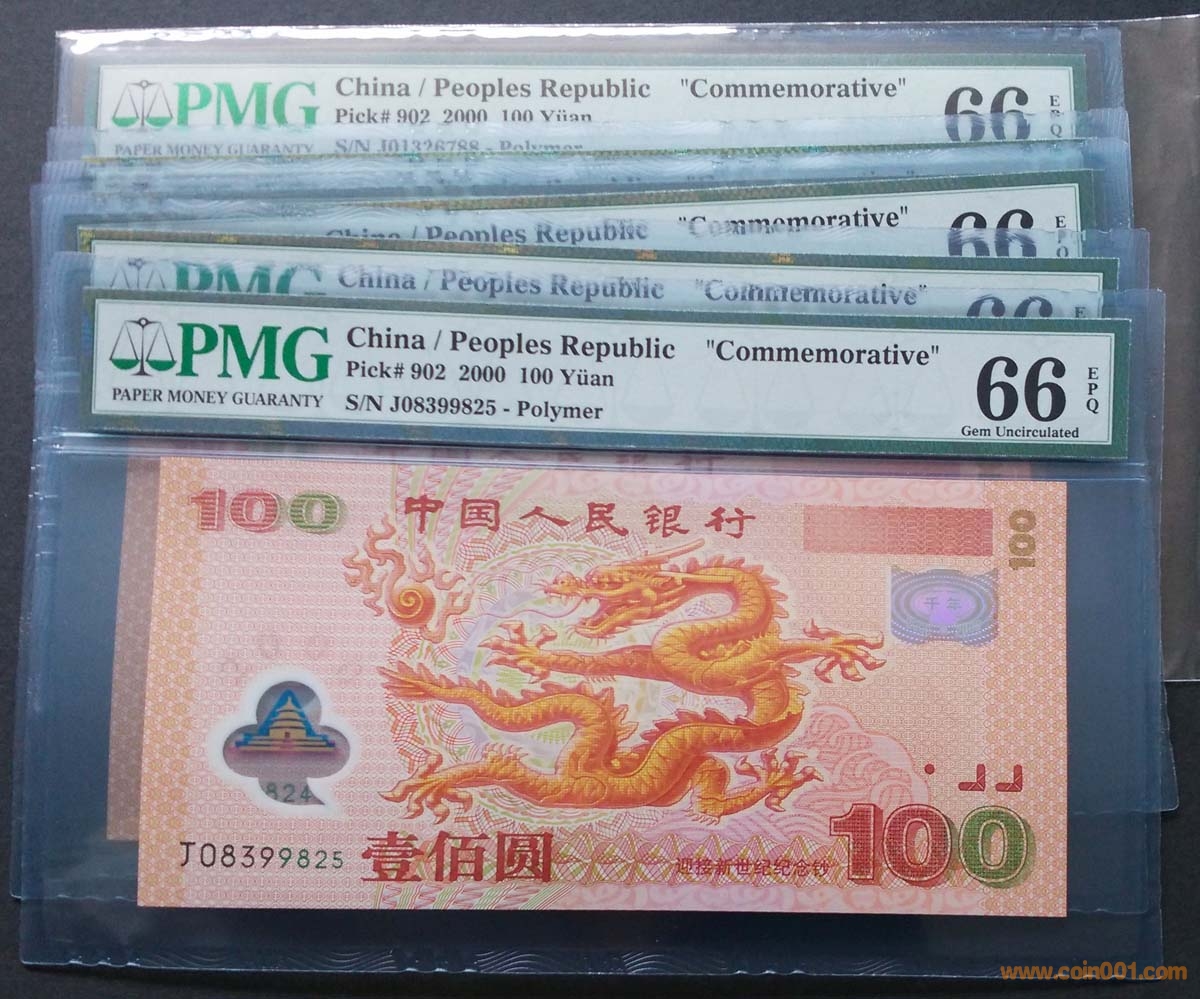 PMG
China / Peoples Republic "Commemorative"
Pick# 902 2000 100 Yüan
PAPER MONEY GUARANTY
S/N J01326788 - Polymer
66
EPQ
China / Peoples Republic "Commemorative"
66
PMG
China / Peoples Republic "Commemorative"
66
PMG
PAPER MONEY GUARANTY
China / Peoples Republic "Commemorative"
Pick# 902 2000 100 Yüan
S/N J08399825 - Polymer
66
EPQ
Gem Uncirculated
100
中国人民银行
100
千年
824
J08399825
壹佰圆
迎接新世纪纪念钞
100
www.coin001.com